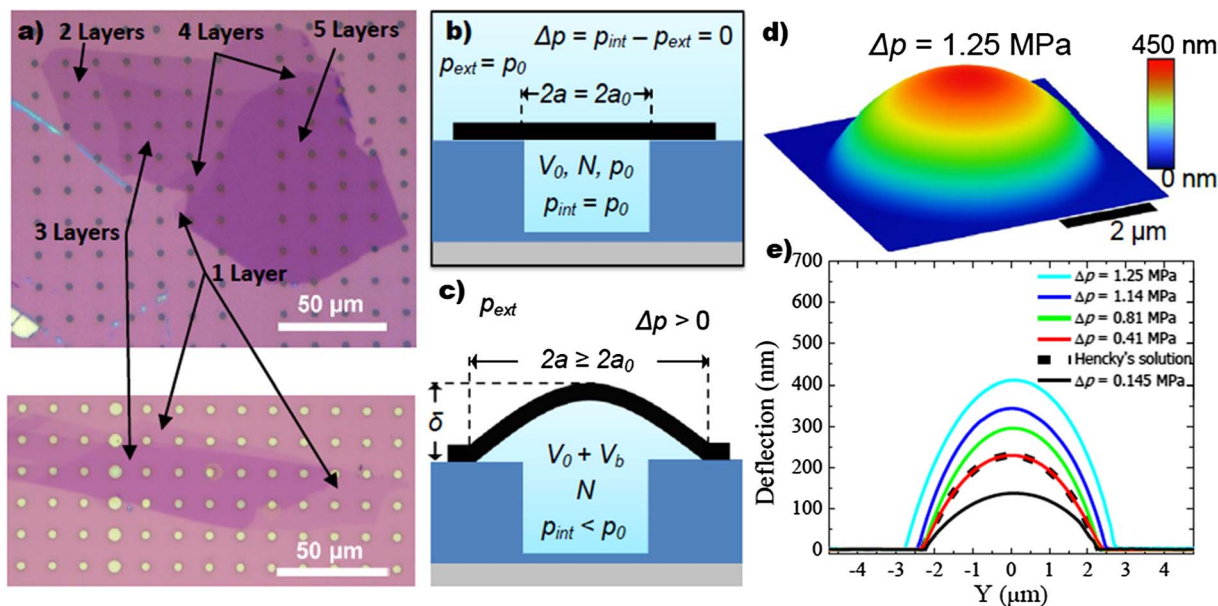 a)
2 Layers
4 Layers
5 Layers
3 Layers
1 Layer
50 µm
50 µm
b)
Δp = p_int – p_ext = 0
p_ext = p_0
2a = 2a_0
V_0, N, p_0
p_int = p_0
c)
p_ext
Δp > 0
2a ≥ 2a_0
δ
V_0 + V_b
N
p_int < p_0
d)
Δp = 1.25 MPa
450 nm
0 nm
2 µm
e)
700
600
500
400
300
200
100
0
Deflection (nm)
Δp = 1.25 MPa
Δp = 1.14 MPa
Δp = 0.81 MPa
Δp = 0.41 MPa
Hencky's solution
Δp = 0.145 MPa
-4 -3 -2 -1 0 1 2 3 4
Y (µm)